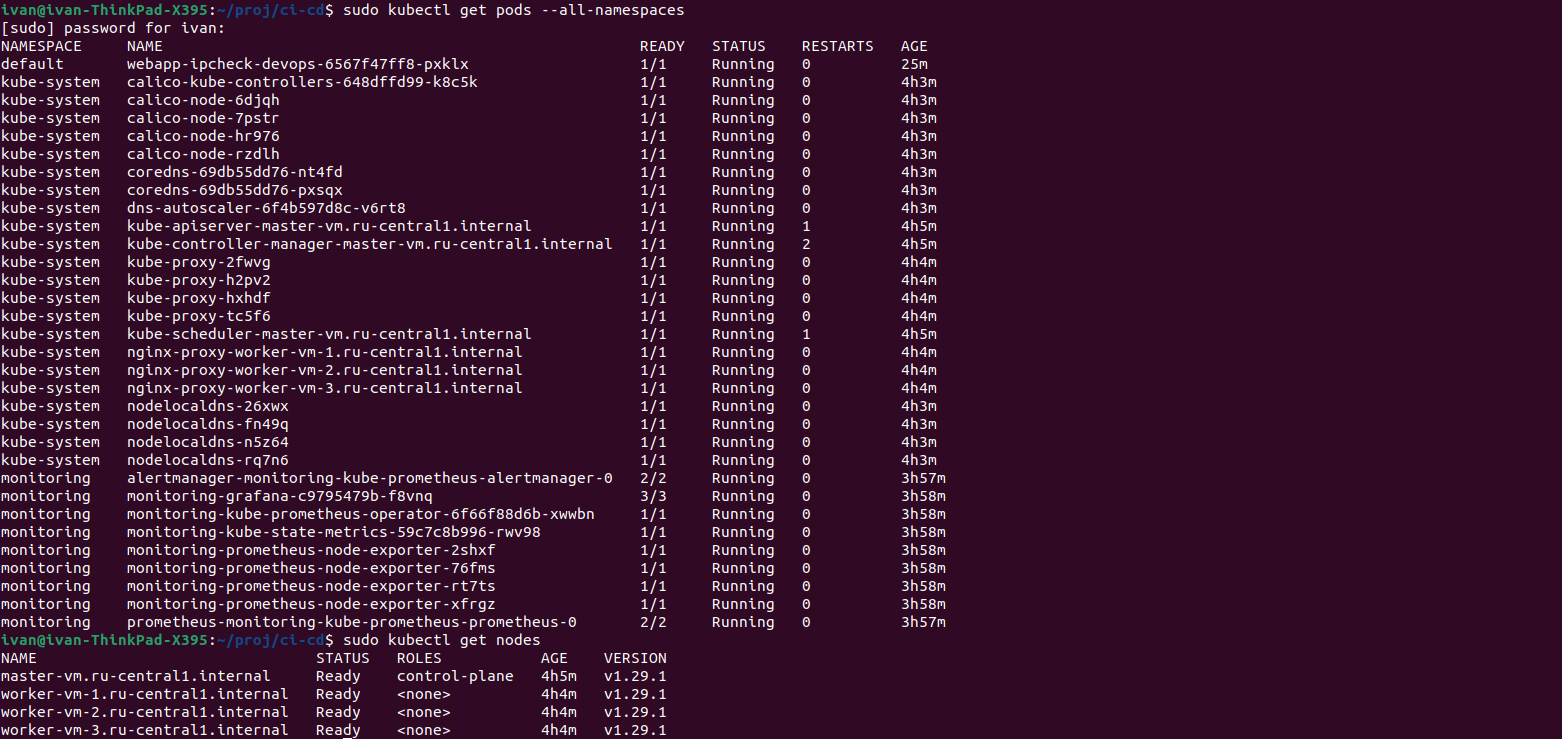 ivan@ivan-ThinkPad-X395:~/proj/ci-cd$ sudo kubectl get pods --all-namespaces
[sudo] password for ivan:
NAMESPACE     NAME                                                     READY   STATUS    RESTARTS   AGE
default       webapp-ipcheck-devops-6567f47ff8-pxklx                   1/1     Running   0          25m
kube-system   calico-kube-controllers-648dffd99-k8c5k                  1/1     Running   0          4h3m
kube-system   calico-node-6djqh                                        1/1     Running   0          4h3m
kube-system   calico-node-7pstr                                        1/1     Running   0          4h3m
kube-system   calico-node-hr976                                        1/1     Running   0          4h3m
kube-system   calico-node-rzdlh                                        1/1     Running   0          4h3m
kube-system   coredns-69db55dd76-nt4fd                                 1/1     Running   0          4h3m
kube-system   coredns-69db55dd76-pxsqx                                 1/1     Running   0          4h3m
kube-system   dns-autoscaler-6f4b597d8c-v6rt8                          1/1     Running   0          4h3m
kube-system   kube-apiserver-master-vm.ru-central1.internal            1/1     Running   1          4h5m
kube-system   kube-controller-manager-master-vm.ru-central1.internal   1/1     Running   2          4h5m
kube-system   kube-proxy-2fwvg                                         1/1     Running   0          4h4m
kube-system   kube-proxy-h2pv2                                         1/1     Running   0          4h4m
kube-system   kube-proxy-hxhdf                                         1/1     Running   0          4h4m
kube-system   kube-proxy-tc5f6                                         1/1     Running   0          4h4m
kube-system   kube-scheduler-master-vm.ru-central1.internal            1/1     Running   1          4h5m
kube-system   nginx-proxy-worker-vm-1.ru-central1.internal             1/1     Running   0          4h4m
kube-system   nginx-proxy-worker-vm-2.ru-central1.internal             1/1     Running   0          4h4m
kube-system   nginx-proxy-worker-vm-3.ru-central1.internal             1/1     Running   0          4h4m
kube-system   nodelocaldns-26xwx                                       1/1     Running   0          4h3m
kube-system   nodelocaldns-fn49q                                       1/1     Running   0          4h3m
kube-system   nodelocaldns-n5z64                                       1/1     Running   0          4h3m
kube-system   nodelocaldns-rq7n6                                       1/1     Running   0          4h3m
monitoring    alertmanager-monitoring-kube-prometheus-alertmanager-0   2/2     Running   0          3h57m
monitoring    monitoring-grafana-c9795479b-f8vnq                       3/3     Running   0          3h58m
monitoring    monitoring-kube-prometheus-operator-6f66f88d6b-xwwbn     1/1     Running   0          3h58m
monitoring    monitoring-kube-state-metrics-59c7c8b996-rwv98           1/1     Running   0          3h58m
monitoring    monitoring-prometheus-node-exporter-2shxf                1/1     Running   0          3h58m
monitoring    monitoring-prometheus-node-exporter-76fms                1/1     Running   0          3h58m
monitoring    monitoring-prometheus-node-exporter-rt7ts                1/1     Running   0          3h58m
monitoring    monitoring-prometheus-node-exporter-xfrgz                1/1     Running   0          3h58m
monitoring    prometheus-monitoring-kube-prometheus-prometheus-0       2/2     Running   0          3h57m
ivan@ivan-ThinkPad-X395:~/proj/ci-cd$ sudo kubectl get nodes
NAME                               STATUS   ROLES           AGE    VERSION
master-vm.ru-central1.internal     Ready    control-plane   4h5m   v1.29.1
worker-vm-1.ru-central1.internal   Ready    <none>          4h4m   v1.29.1
worker-vm-2.ru-central1.internal   Ready    <none>          4h4m   v1.29.1
worker-vm-3.ru-central1.internal   Ready    <none>          4h4m   v1.29.1